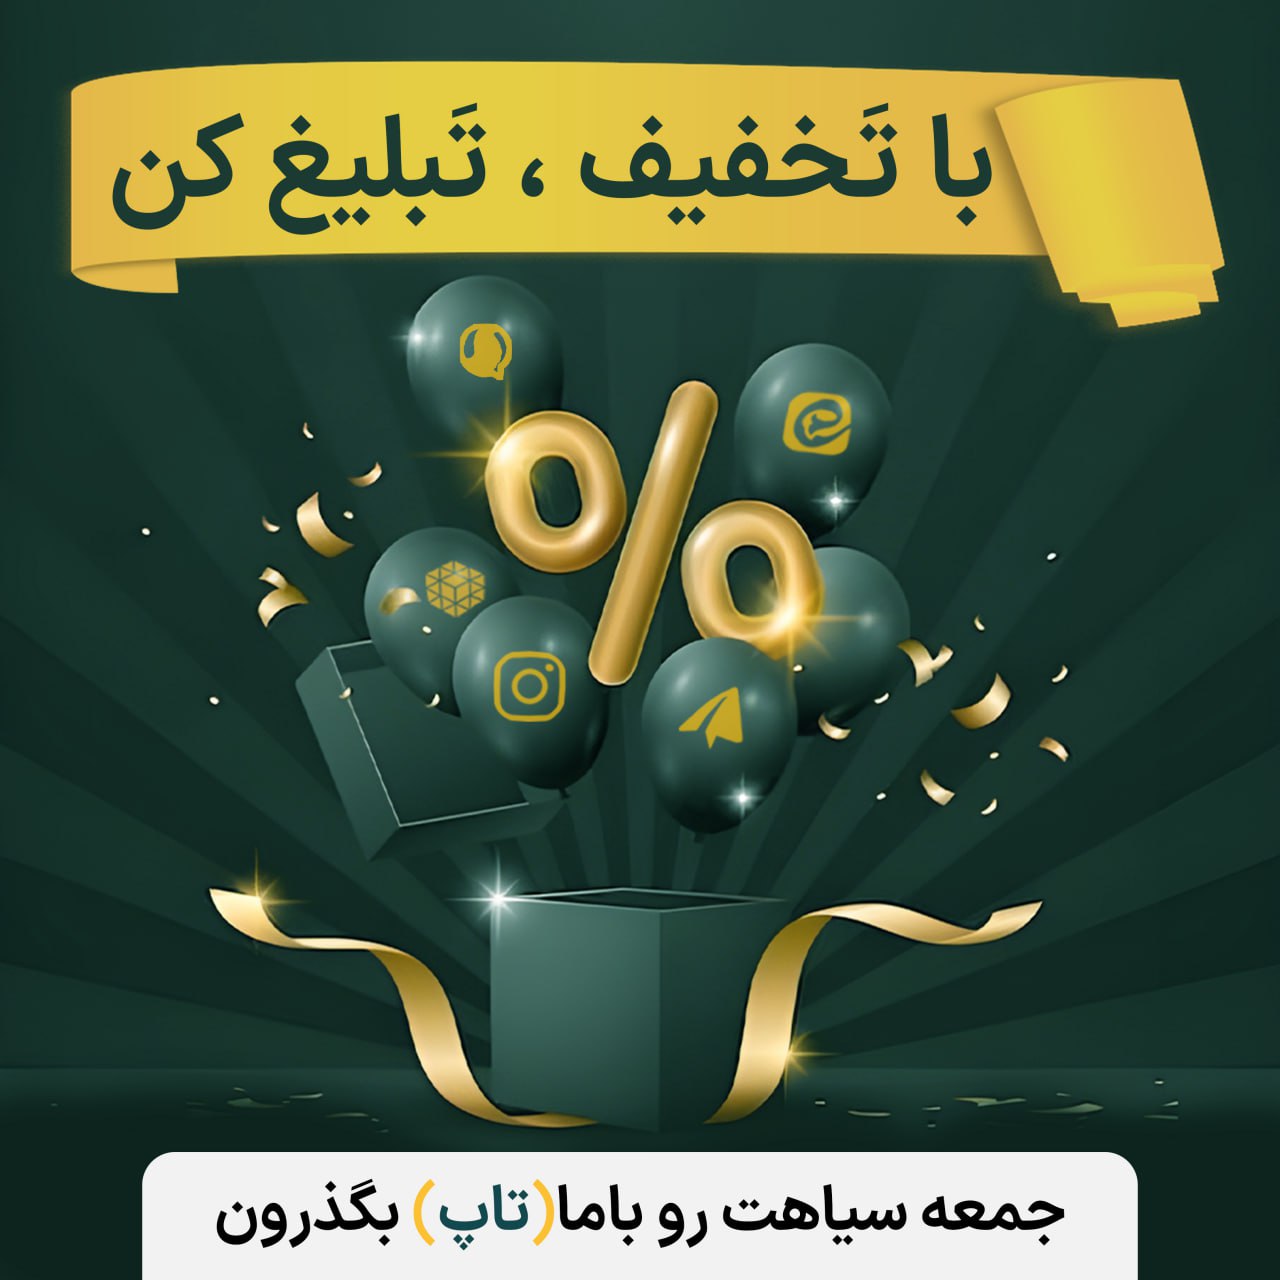 با تَخفیف ، تَبلیغ کن
%
جمعه سیاهت رو باما(تاپ) بگذرون